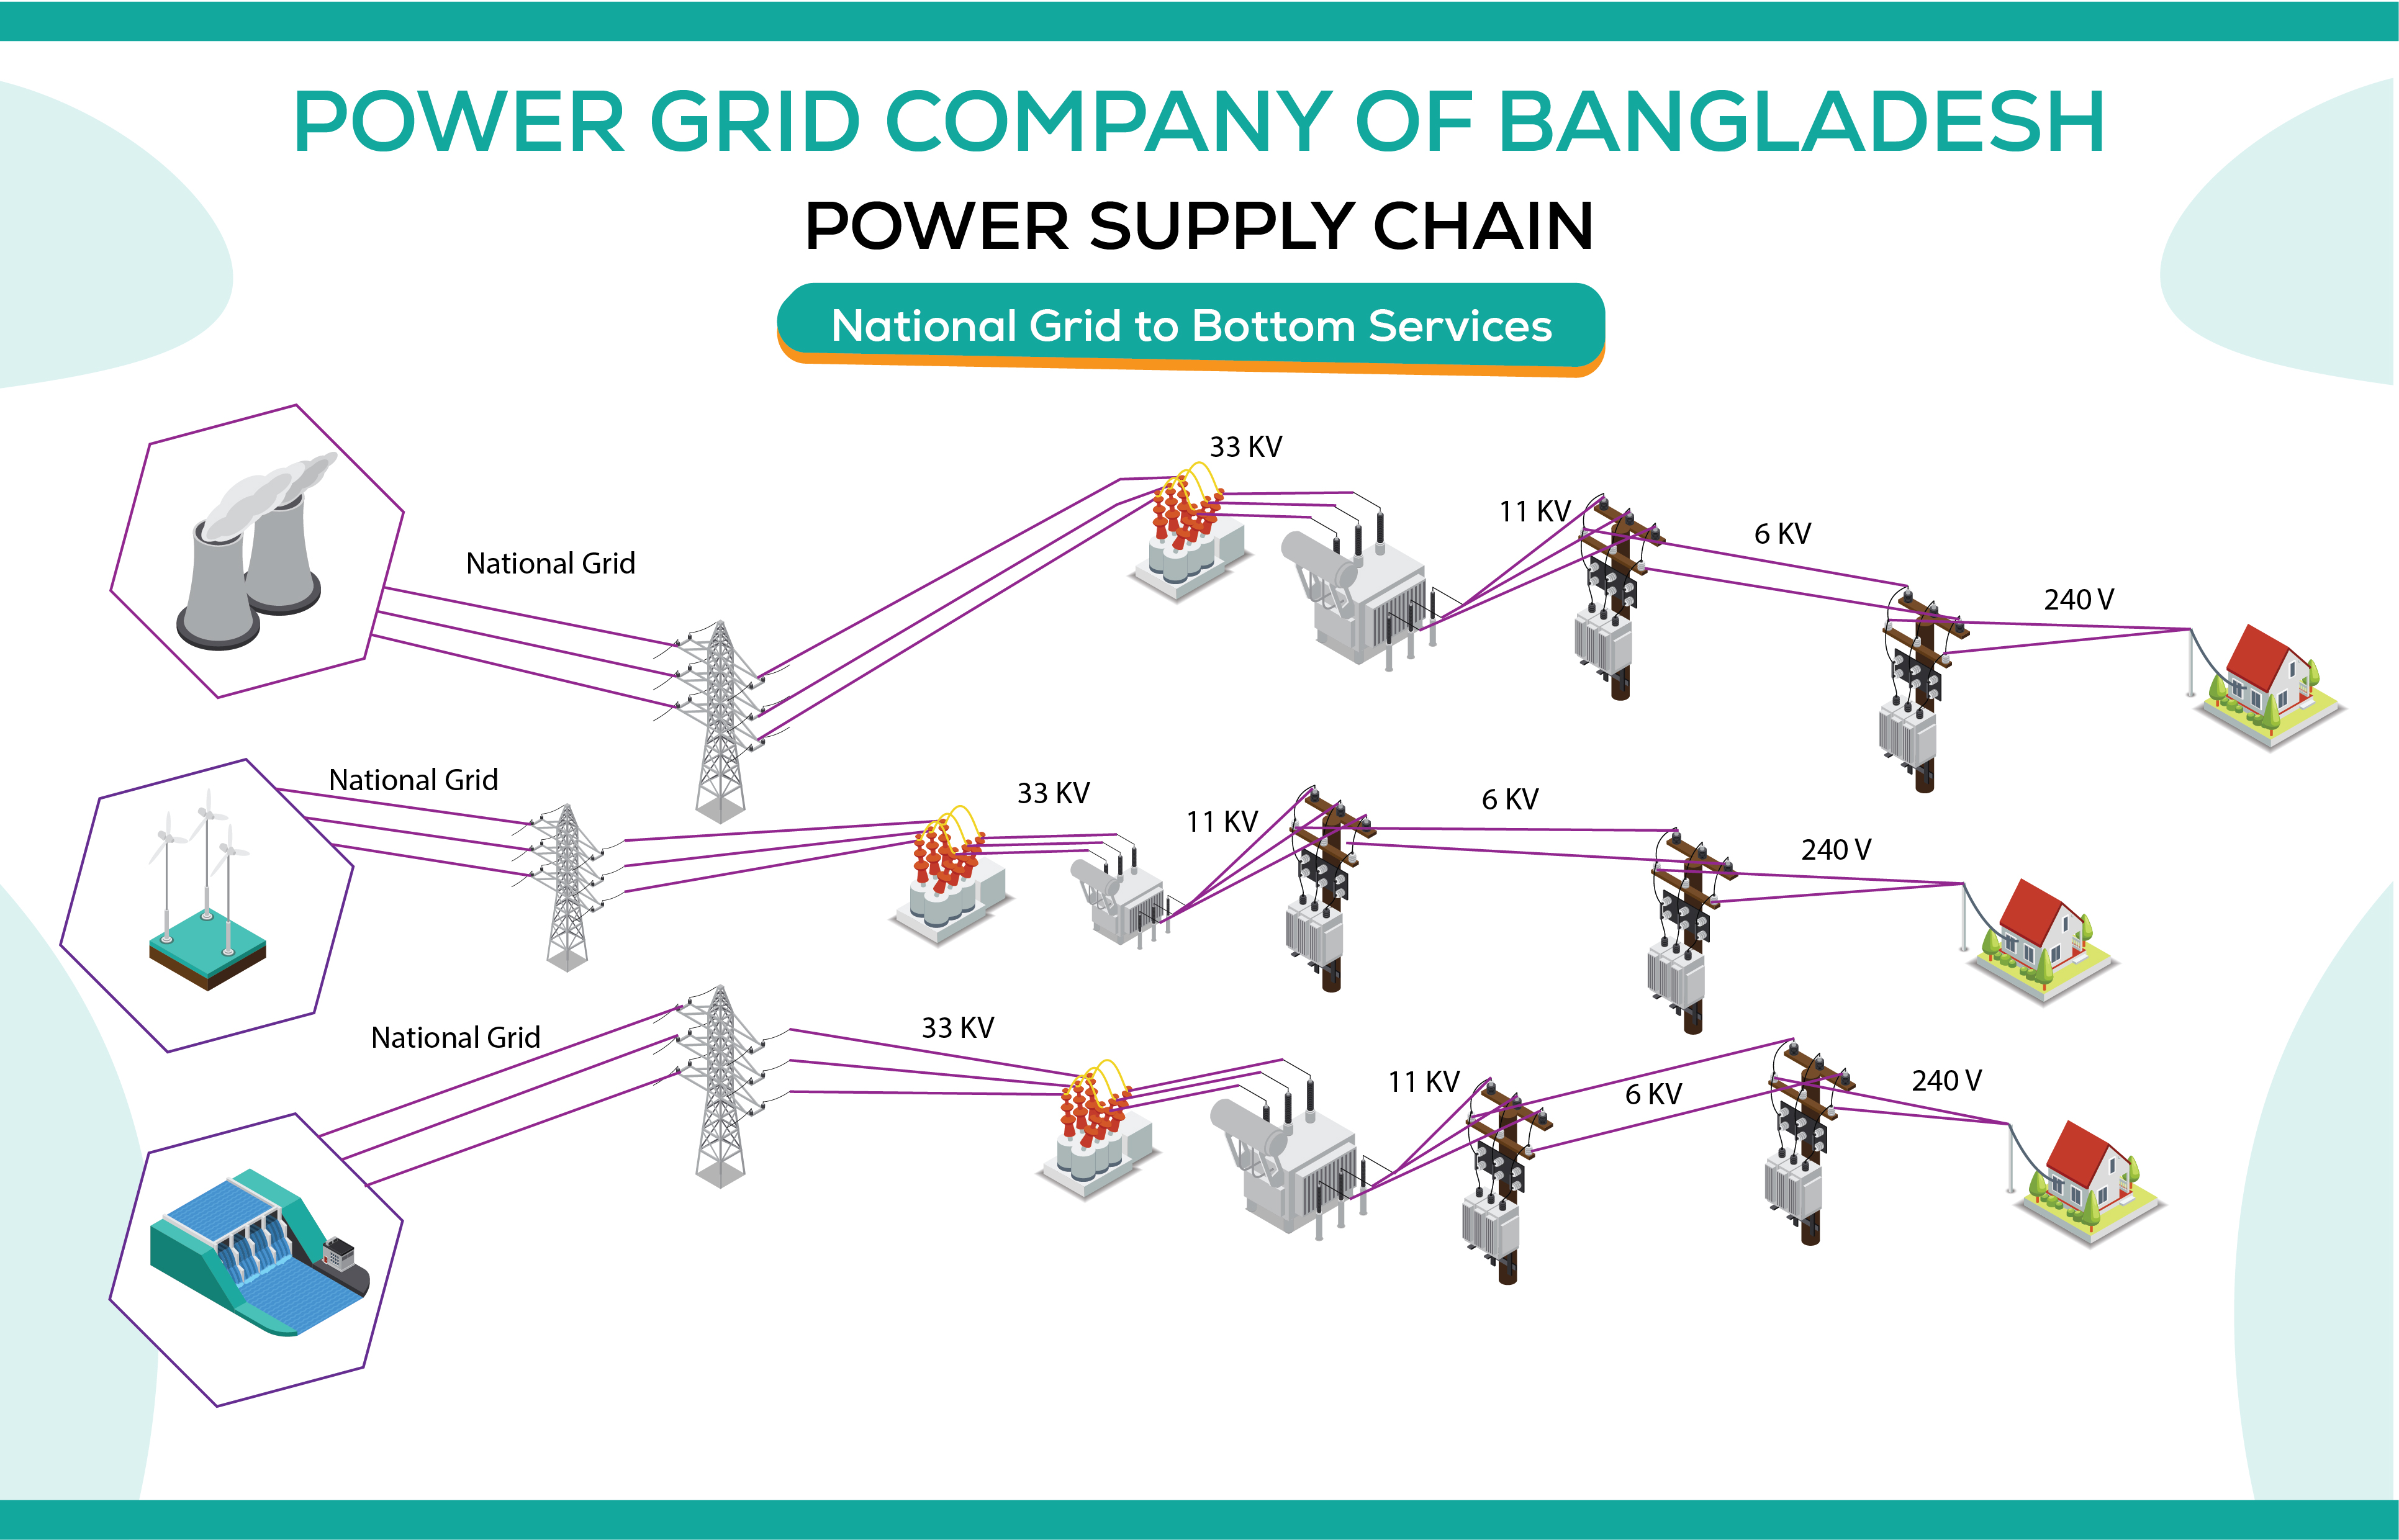 POWER GRID COMPANY OF BANGLADESH
POWER SUPPLY CHAIN
National Grid to Bottom Services
National Grid
33 KV
11 KV
6 KV
240 V
National Grid
33 KV
11 KV
6 KV
240 V
National Grid
33 KV
11 KV
6 KV
240 V